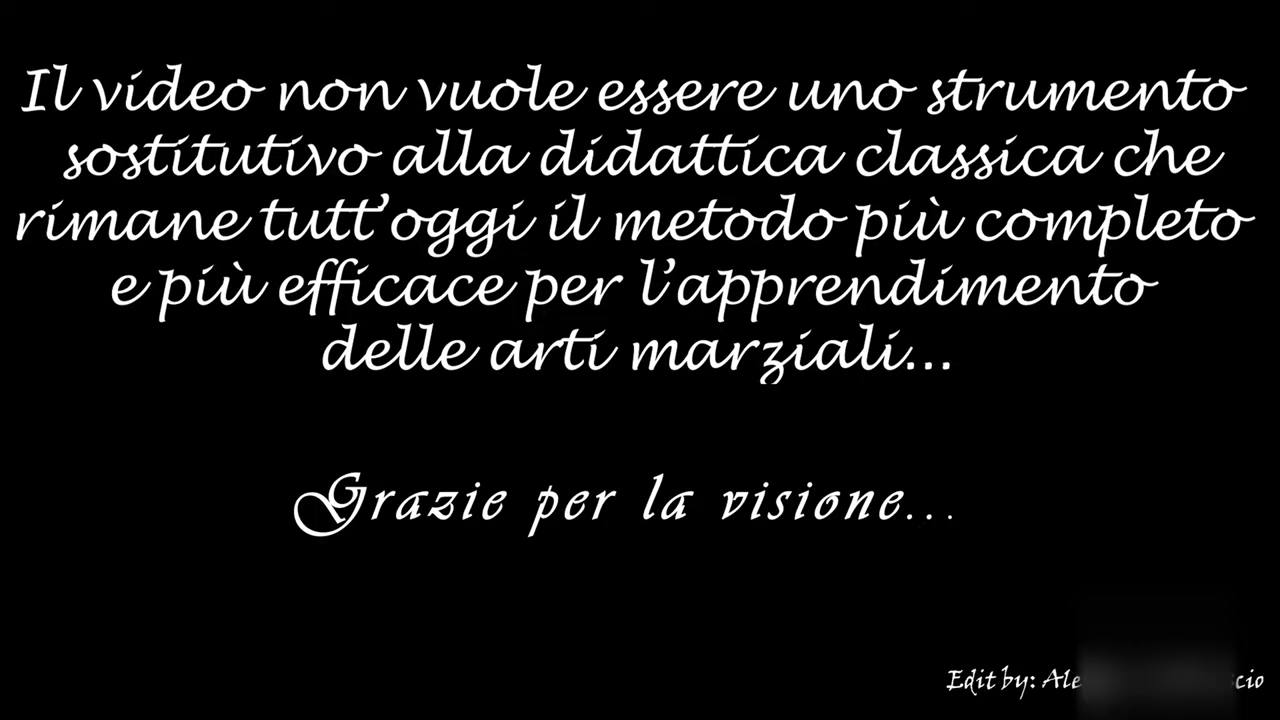 Il video non vuole essere uno strumento
sostitutivo alla didattica classica che
rimane tutt’oggi il metodo più completo
e più efficace per l’apprendimento
delle arti marziali...
Grazie per la visione...
Edit by: